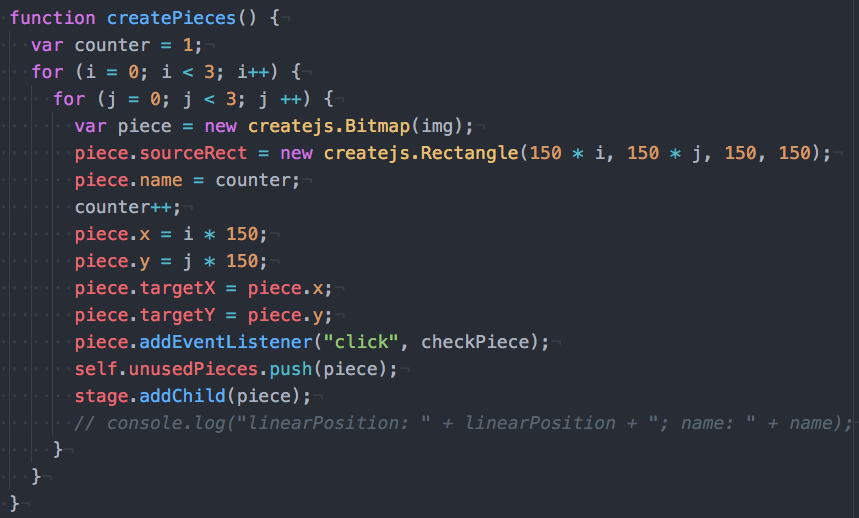 function createPieces() {
  var counter = 1;
  for (i = 0; i < 3; i++) {
    for (j = 0; j < 3; j ++) {
      var piece = new createjs.Bitmap(img);
      piece.sourceRect = new createjs.Rectangle(150 * i, 150 * j, 150, 150);
      piece.name = counter;
      counter++;
      piece.x = i * 150;
      piece.y = j * 150;
      piece.targetX = piece.x;
      piece.targetY = piece.y;
      piece.addEventListener("click", checkPiece);
      self.unusedPieces.push(piece);
      stage.addChild(piece);
      // console.log("linearPosition: " + linearPosition + "; name: " + name);
    }
  }
}